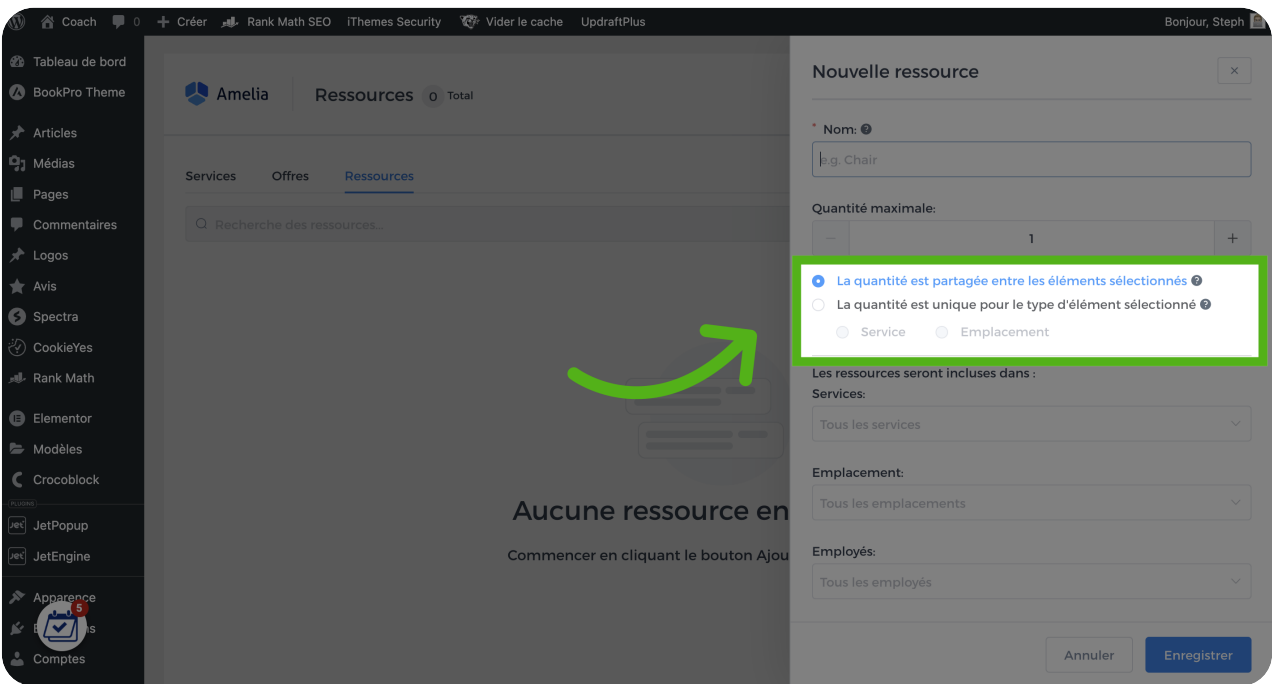 Coach 0 Créer Rank Math SEO iThemes Security Vider le cache UpdraftPlus Bonjour, Steph
Tableau de bord
BookPro Theme
Articles
Médias
Pages
Commentaires
Logos
Avis
Spectra
CookieYes
Rank Math
Elementor
Modèles
Crocoblock
PLUGINS
Jet JetPopup
Jet JetEngine
Apparence
5
Comptes
Amelia
Ressources 0 Total
Services Offres Ressources
Recherche des ressources...
Aucune ressource en
Commencer en cliquant le bouton Ajou
Nouvelle ressource
* Nom: ?
e.g. Chair
Quantité maximale:
− 1 +
La quantité est partagée entre les éléments sélectionnés ?
La quantité est unique pour le type d'élément sélectionné ?
Service Emplacement
Les ressources seront incluses dans :
Services:
Tous les services
Emplacement:
Tous les emplacements
Employés:
Tous les employés
Annuler Enregistrer